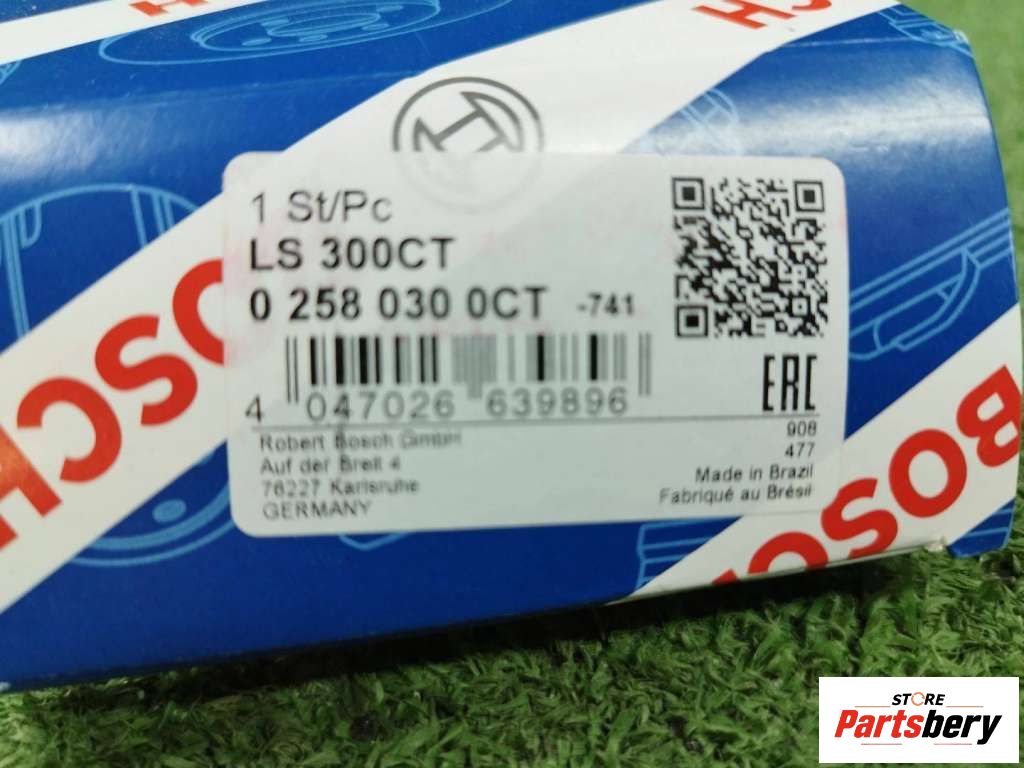 BOSCH
H
1 St/Pc
LS 300CT
0 258 030 0CT -741
4 047026 639896
EAC
908
477
Robert Bosch GmbH
Auf der Breit 4
76227 Karlsruhe
GERMANY
Made in Brazil
Fabriqué au Brésil
BOSC
STORE
Partsbery